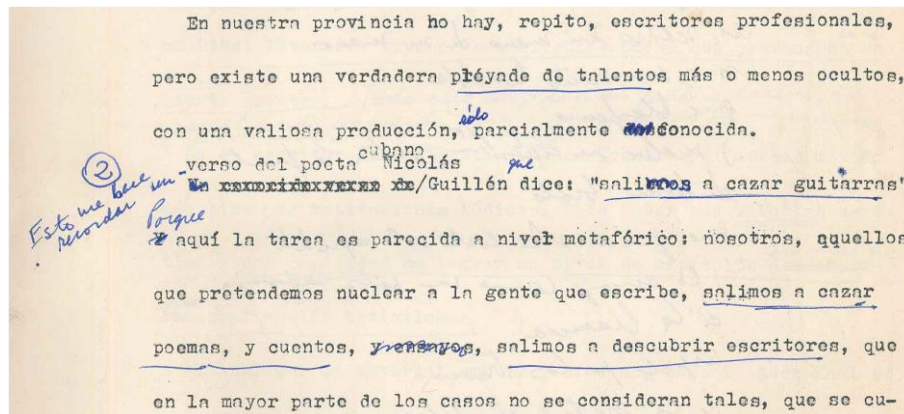 En nuestra provincia ho hay, repito, escritores profesionales,
pero existe una verdadera pléyade de talentos más o menos ocultos,
con una valiosa producción, sólo parcialmente conocida.
② Esto me hace recordar un verso del poeta cubano Nicolás
Guillén que dice: "salimos a cazar guitarras"
Porque aquí la tarea es parecida a nivel metafórico: nosotros, aquellos
que pretendemos nuclear a la gente que escribe, salimos a cazar
poemas, y cuentos, y ensayos, salimos a descubrir escritores, que
en la mayor parte de los casos no se consideran tales, que se cu-